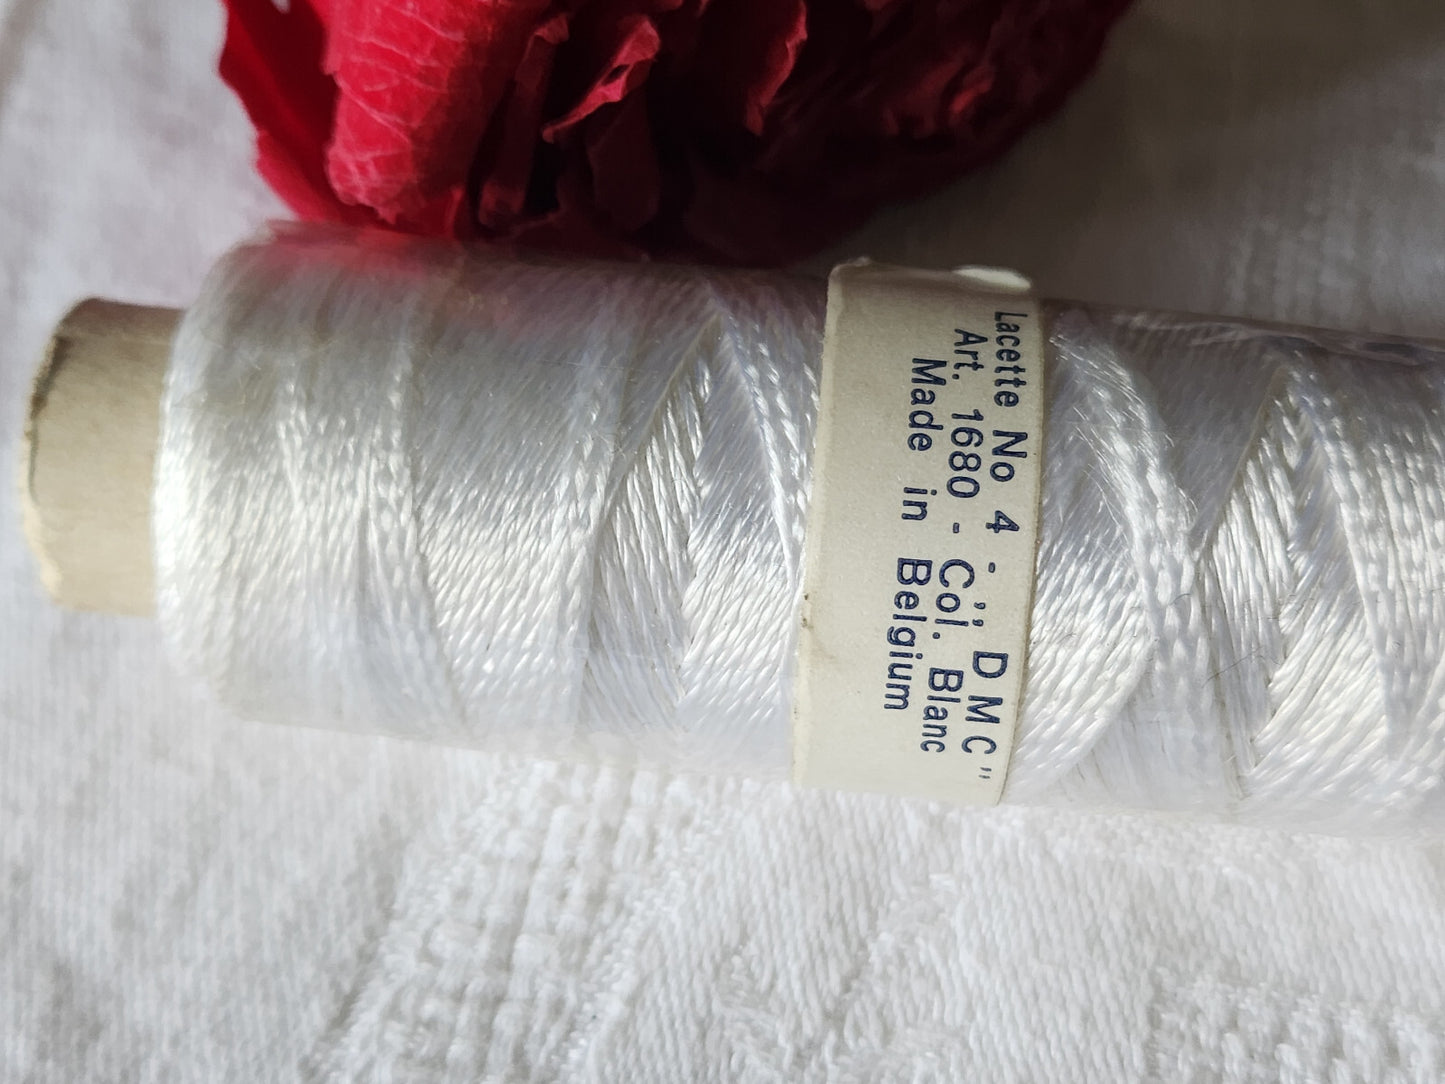 Lacette No 4 - ,, D M C"
Art. 1680 - Col. Blanc
Made in Belgium